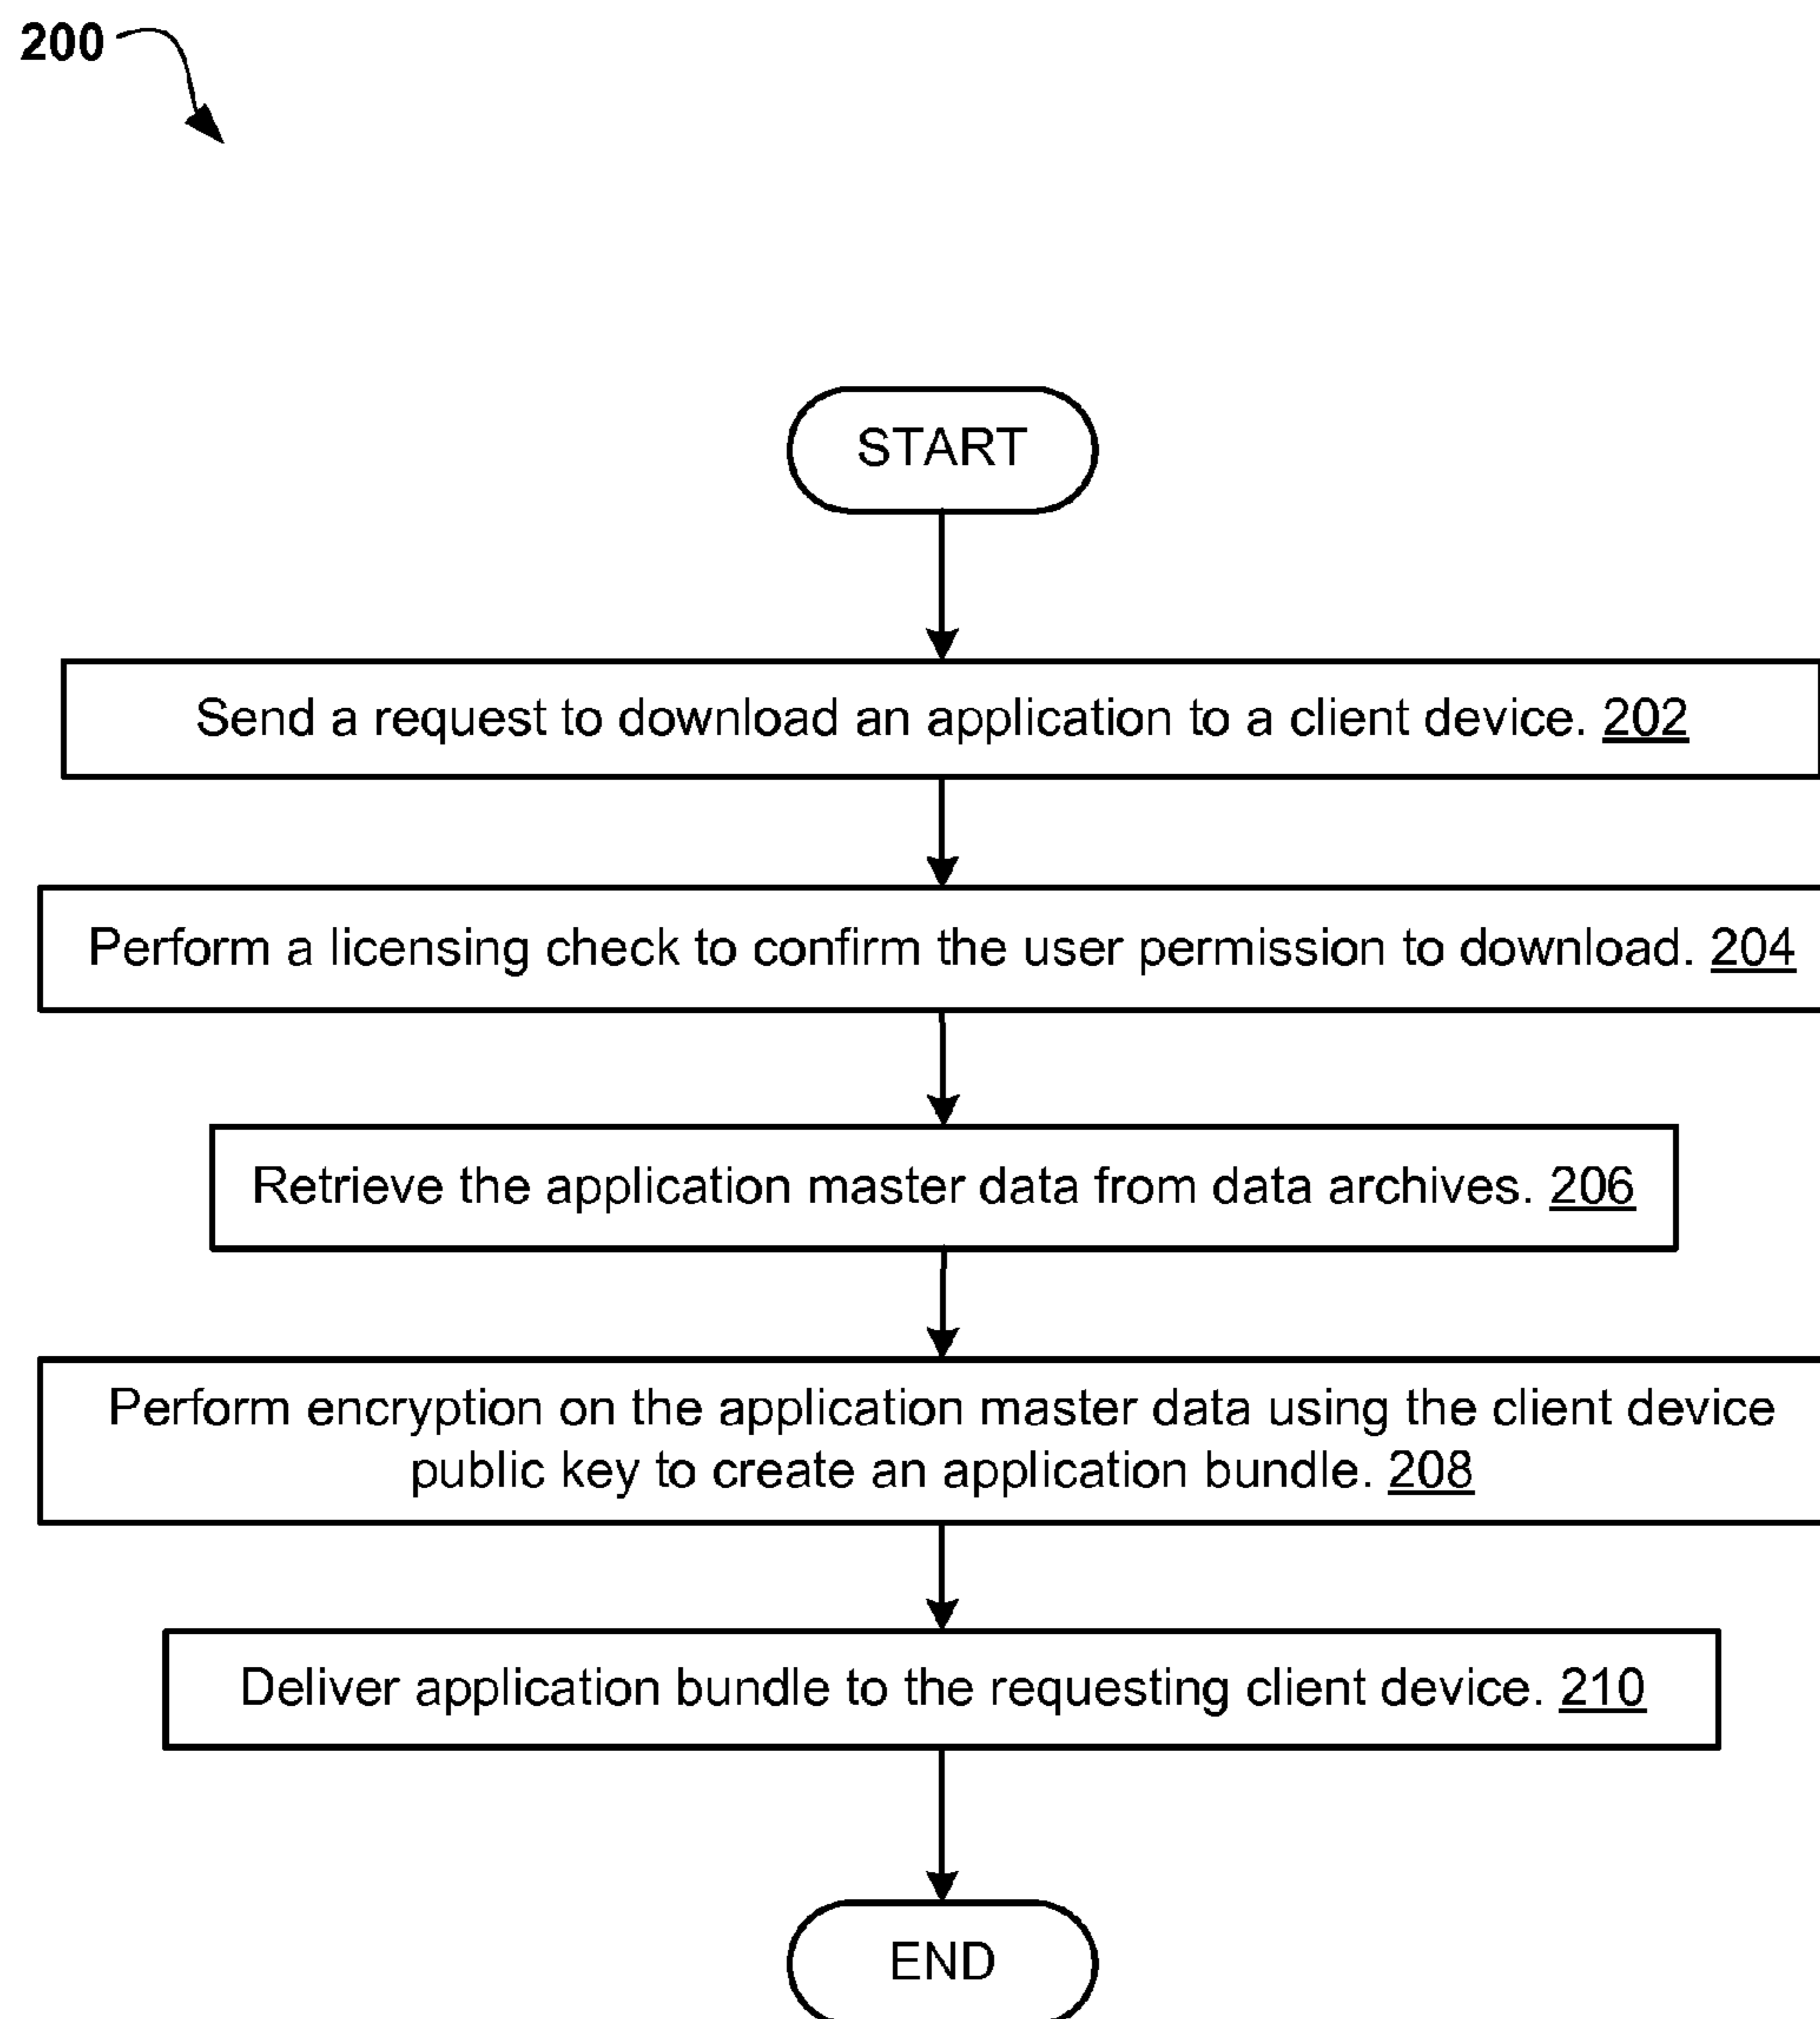 200
START
Send a request to download an application to a client device. 202
Perform a licensing check to confirm the user permission to download. 204
Retrieve the application master data from data archives. 206
Perform encryption on the application master data using the client device
public key to create an application bundle. 208
Deliver application bundle to the requesting client device. 210
END